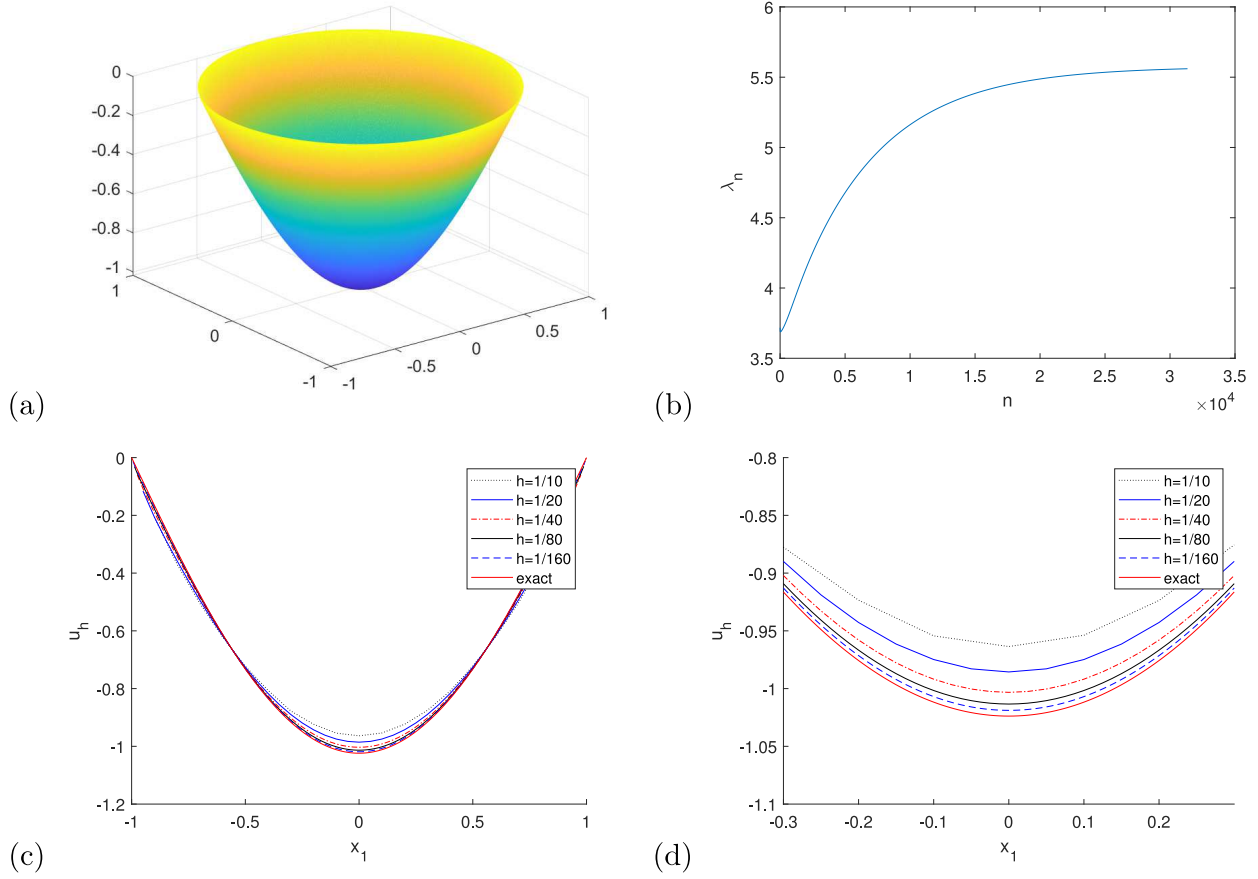 0
-0.2
-0.4
-0.6
-0.8
-1
1
0
-1
-1
-0.5
0
0.5
1
(a)
6
5.5
5
4.5
4
3.5
λn
0 0.5 1 1.5 2 2.5 3 3.5
n
×10^4
(b)
0
-0.2
-0.4
-0.6
-0.8
-1
-1.2
u_h
-1 -0.5 0 0.5 1
x_1
h=1/10
h=1/20
h=1/40
h=1/80
h=1/160
exact
(c)
-0.8
-0.85
-0.9
-0.95
-1
-1.05
-1.1
u_h
-0.3 -0.2 -0.1 0 0.1 0.2
x_1
h=1/10
h=1/20
h=1/40
h=1/80
h=1/160
exact
(d)